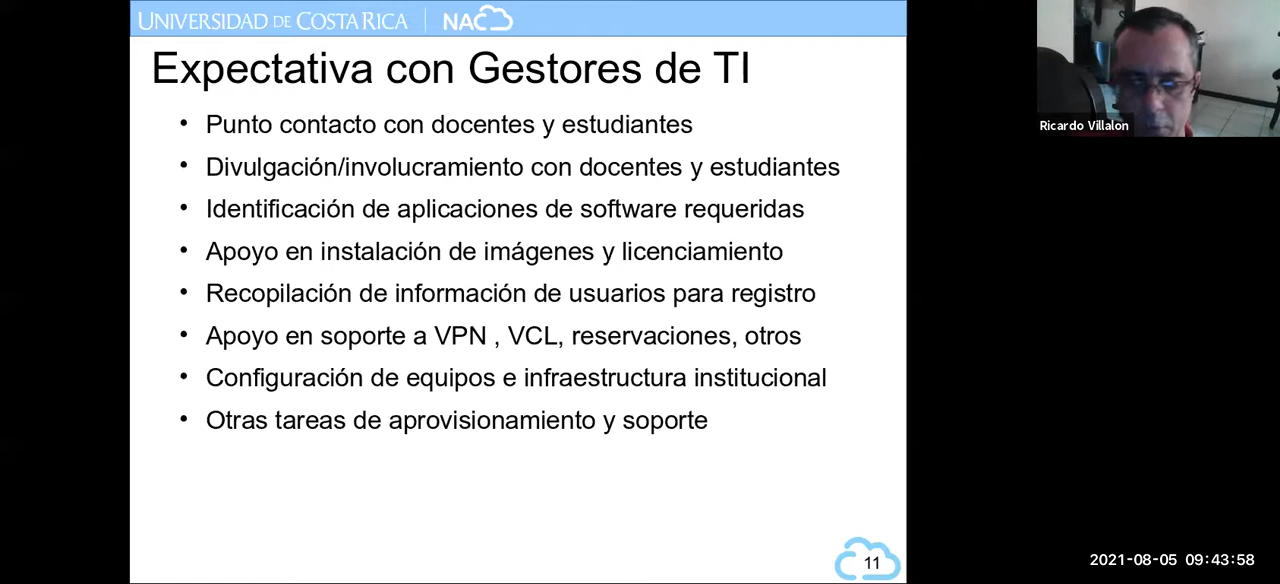 UNIVERSIDAD DE COSTA RICA NAC
Expectativa con Gestores de TI
• Punto contacto con docentes y estudiantes
• Divulgación/involucramiento con docentes y estudiantes
• Identificación de aplicaciones de software requeridas
• Apoyo en instalación de imágenes y licenciamiento
• Recopilación de información de usuarios para registro
• Apoyo en soporte a VPN , VCL, reservaciones, otros
• Configuración de equipos e infraestructura institucional
• Otras tareas de aprovisionamiento y soporte
11
Ricardo Villalon
2021-08-05 09:43:58